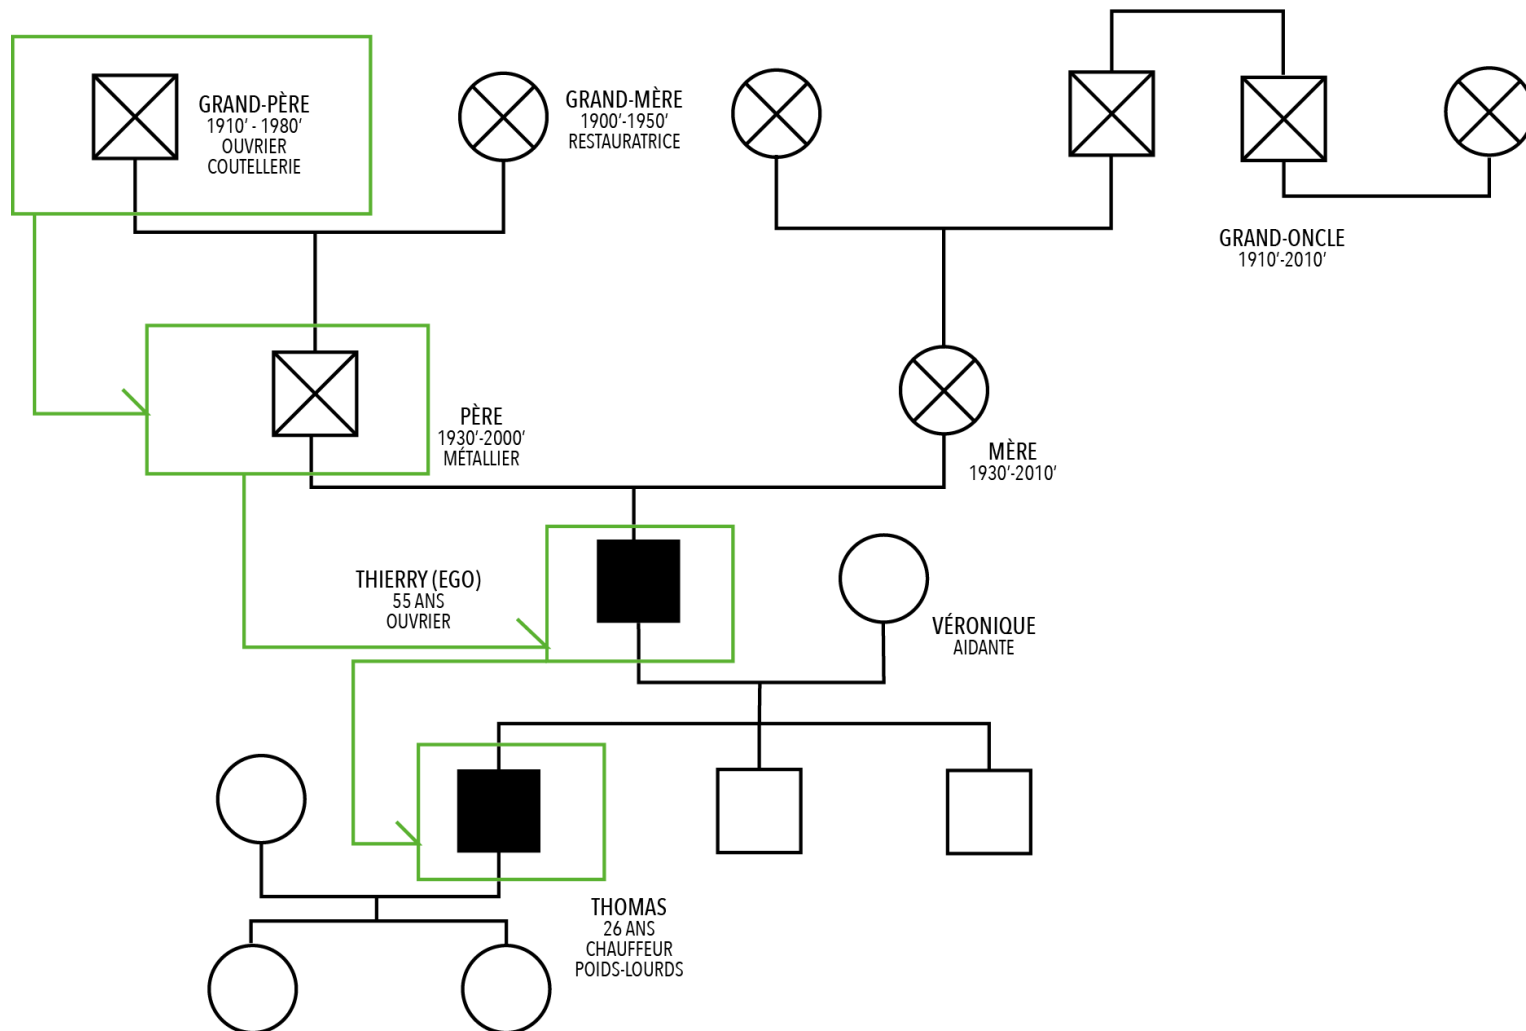 GRAND-PÈRE
1910' - 1980'
OUVRIER
COUTELLERIE
GRAND-MÈRE
1900'-1950'
RESTAURATRICE
GRAND-ONCLE
1910'-2010'
PÈRE
1930'-2000'
MÉTALLIER
MÈRE
1930'-2010'
THIERRY (EGO)
55 ANS
OUVRIER
VÉRONIQUE
AIDANTE
THOMAS
26 ANS
CHAUFFEUR
POIDS-LOURDS